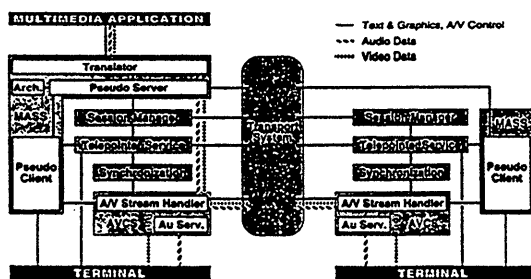 MULTIMEDIA APPLICATION
Text & Graphics, A/V Control
Audio Data
Video Data
Translator
Arch.
Pseudo Server
MASS
Session Manager
Telepointer Service
Synchronization
Pseudo
Client
A/V Stream Handler
AVCS
Au Serv.
TERMINAL
Transport
System
Session Manager
Telepointer Service
Synchronization
A/V Stream Handler
Au Serv.
AVCS
MASS
Pseudo
Client
TERMINAL